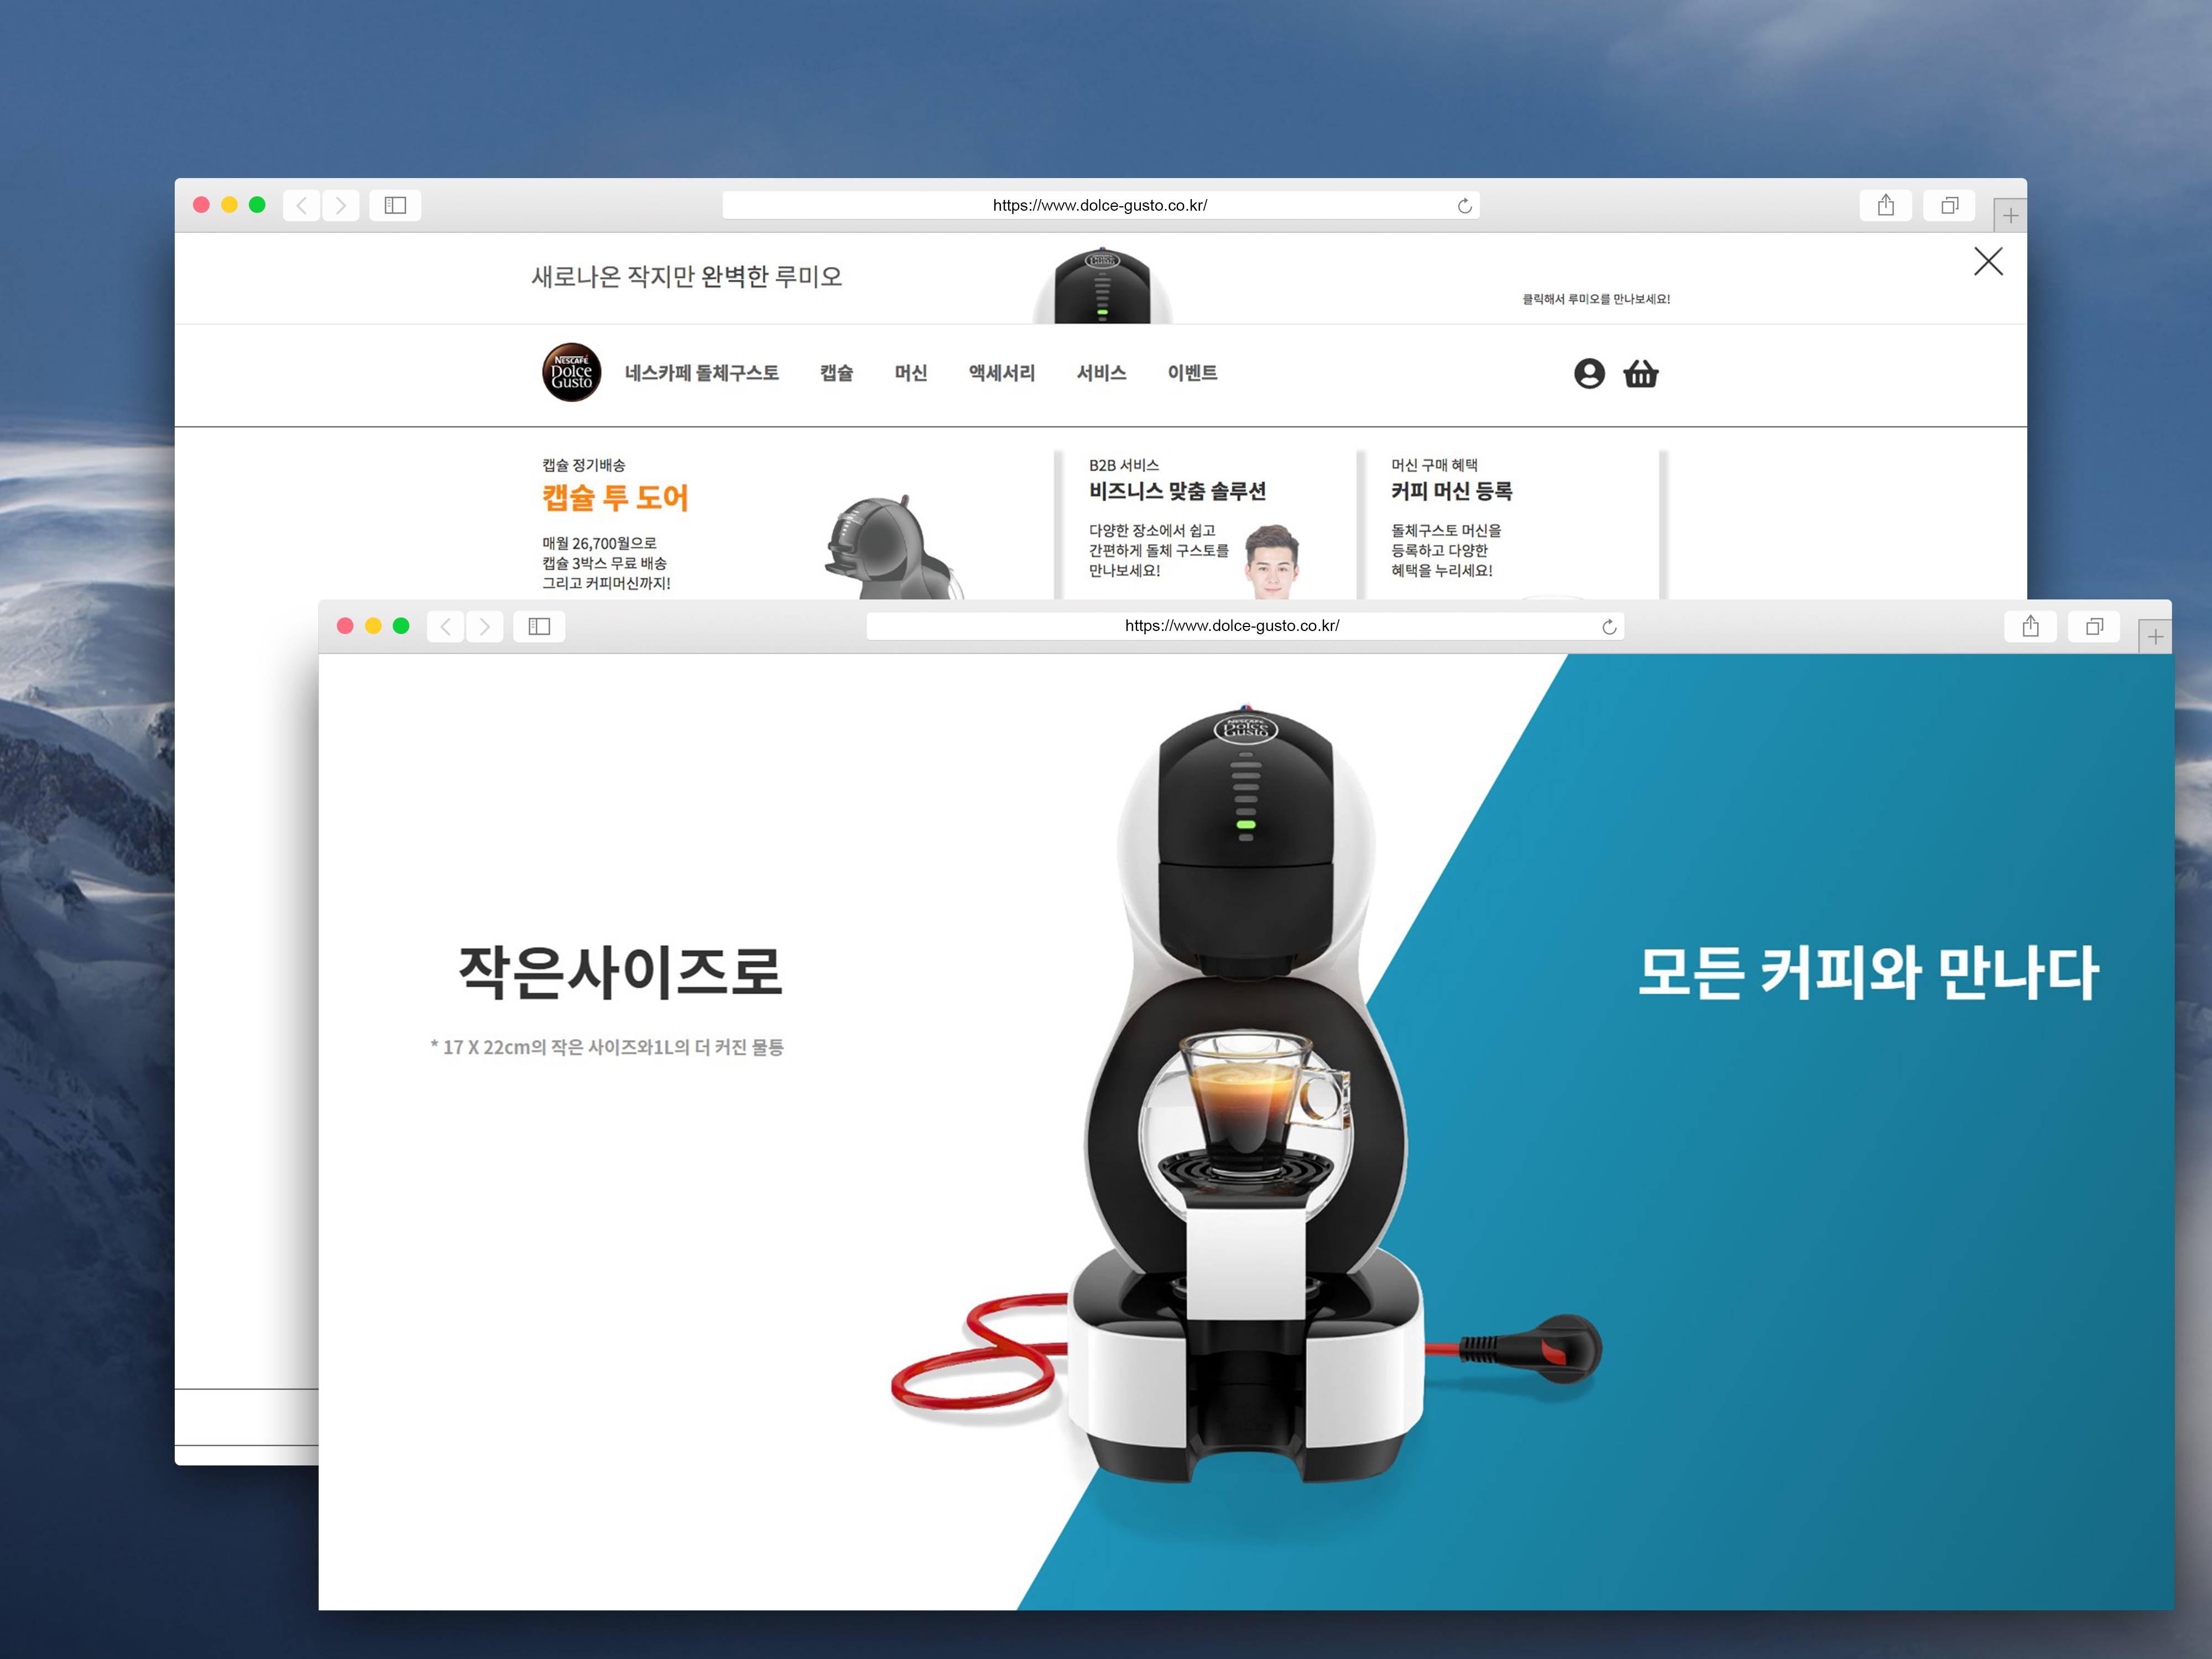 https://www.dolce-gusto.co.kr/
새로나온 작지만 완벽한 루미오
클릭해서 루미오를 만나보세요!
NESCAFÉ
Dolce
Gusto
네스카페 돌체구스토 캡슐 머신 액세서리 서비스 이벤트
캡슐 정기배송
캡슐 투 도어
매월 26,700월으로
캡슐 3박스 무료 배송
그리고 커피머신까지!
B2B 서비스
비즈니스 맞춤 솔루션
다양한 장소에서 쉽고
간편하게 돌체 구스토를
만나보세요!
머신 구매 혜택
커피 머신 등록
돌체구스토 머신을
등록하고 다양한
혜택을 누리세요!
https://www.dolce-gusto.co.kr/
NESCAFÉ
Dolce
Gusto
작은사이즈로
* 17 X 22cm의 작은 사이즈와1L의 더 커진 물통
모든 커피와 만나다